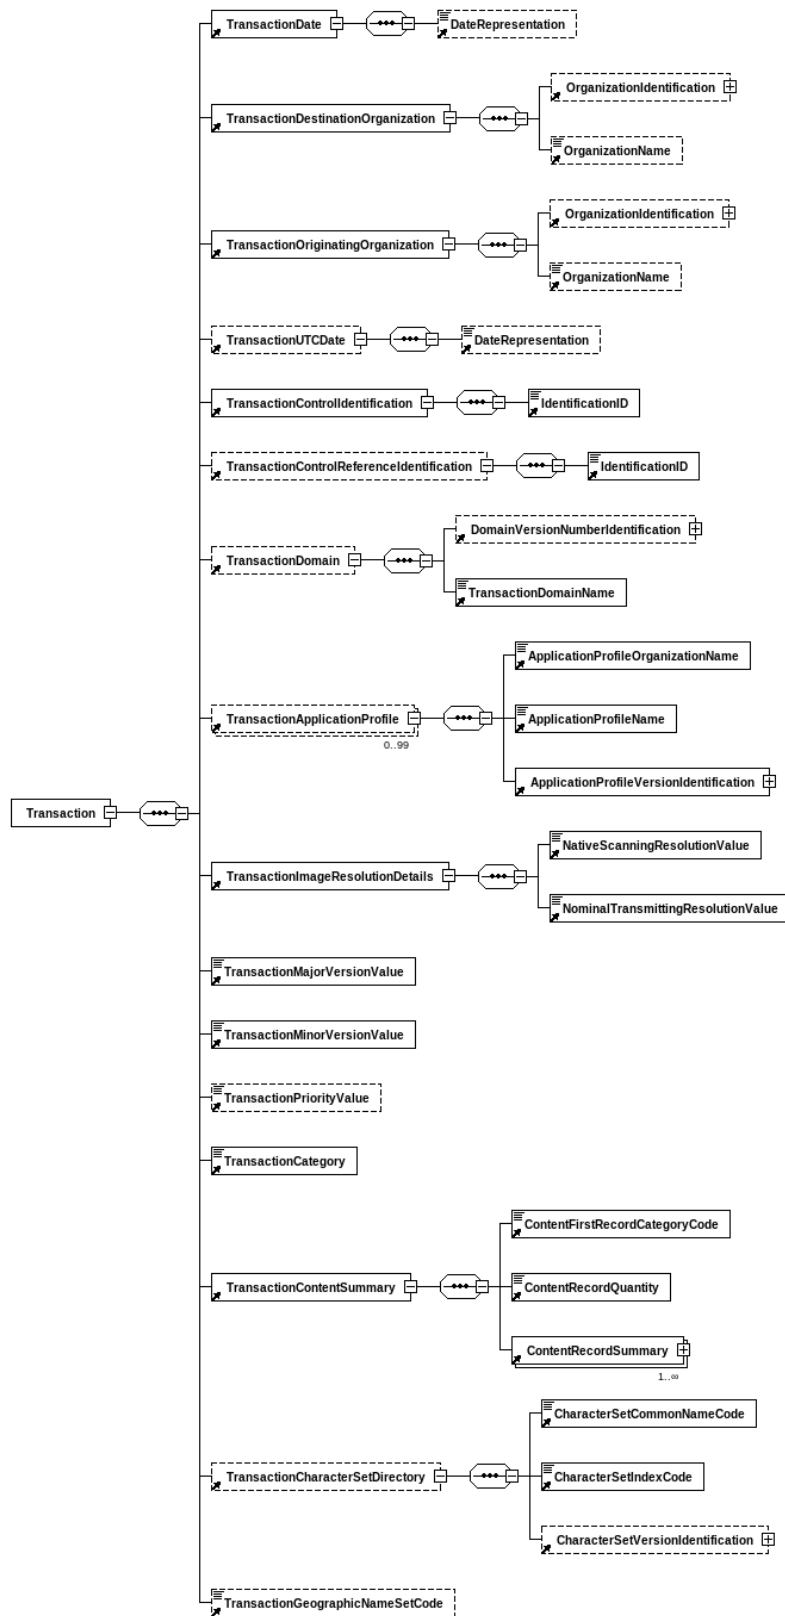 TransactionDate
DateRepresentation
OrganizationIdentification
TransactionDestinationOrganization
OrganizationName
OrganizationIdentification
TransactionOriginatingOrganization
OrganizationName
TransactionUTCDate
DateRepresentation
TransactionControlIdentification
IdentificationID
TransactionControlReferenceIdentification
IdentificationID
DomainVersionNumberIdentification
TransactionDomain
TransactionDomainName
ApplicationProfileOrganizationName
TransactionApplicationProfile
0..99
ApplicationProfileName
ApplicationProfileVersionIdentification
Transaction
NativeScanningResolutionValue
TransactionImageResolutionDetails
NominalTransmittingResolutionValue
TransactionMajorVersionValue
TransactionMinorVersionValue
TransactionPriorityValue
TransactionCategory
ContentFirstRecordCategoryCode
TransactionContentSummary
ContentRecordQuantity
ContentRecordSummary
1..∞
CharacterSetCommonNameCode
TransactionCharacterSetDirectory
CharacterSetIndexCode
CharacterSetVersionIdentification
TransactionGeographicNameSetCode